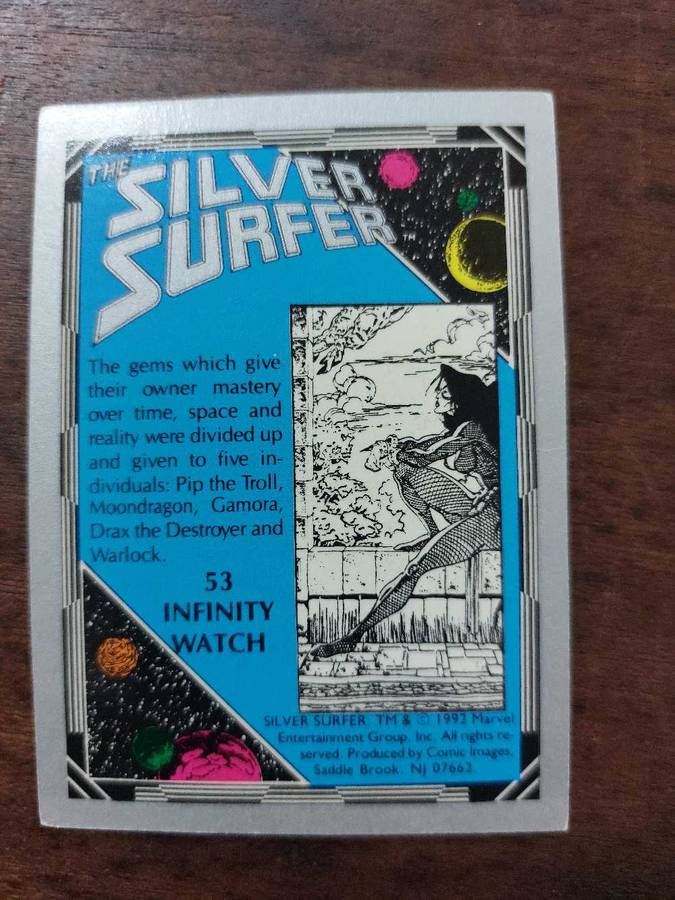 THE
SILVER
SURFER
The gems which give
their owner mastery
over time, space and
reality were divided up
and given to five in-
dividuals: Pip the Troll,
Moondragon, Gamora,
Drax the Destroyer and
Warlock.
53
INFINITY
WATCH
SILVER SURFER, TM & © 1992 Marvel
Entertainment Group, Inc. All rights re-
served. Produced by Comic Images,
Saddle Brook, NJ 07662